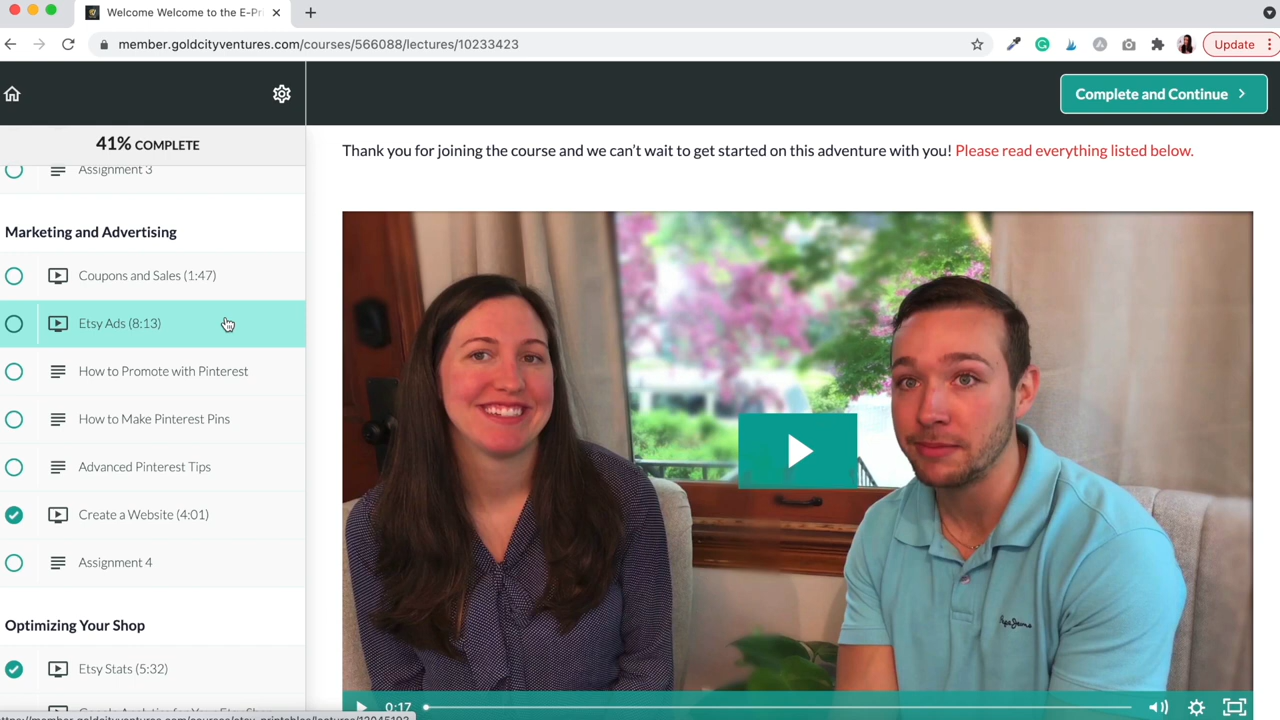 Welcome Welcome to the E-Pri
member.goldcityventures.com/courses/566088/lectures/10233423
Update
Complete and Continue
41% COMPLETE
Thank you for joining the course and we can't wait to get started on this adventure with you! Please read everything listed below.
Assignment 3
Marketing and Advertising
Coupons and Sales (1:47)
Etsy Ads (8:13)
How to Promote with Pinterest
How to Make Pinterest Pins
Advanced Pinterest Tips
Create a Website (4:01)
Assignment 4
Optimizing Your Shop
Etsy Stats (5:32)
Pepe Jeans
0:17